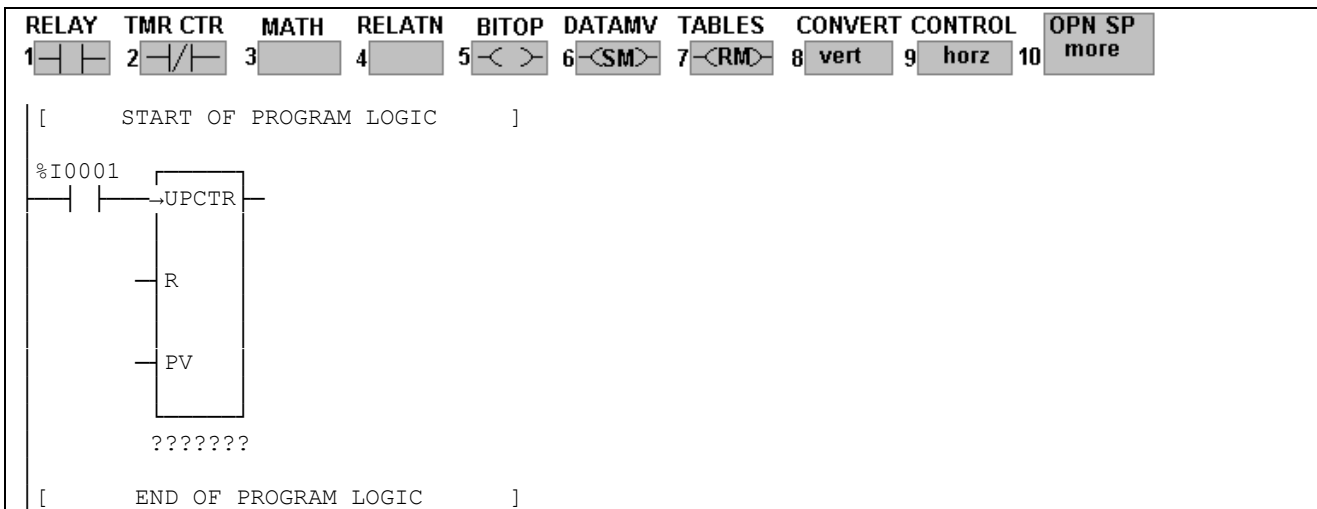 RELAY TMR CTR MATH RELATN BITOP DATAMV TABLES CONVERT CONTROL OPN SP
1 2 3 4 5 6 SM 7 RM 8 vert 9 horz 10 more
[ START OF PROGRAM LOGIC ]
%I0001
→UPCTR
R
PV
???????
[ END OF PROGRAM LOGIC ]